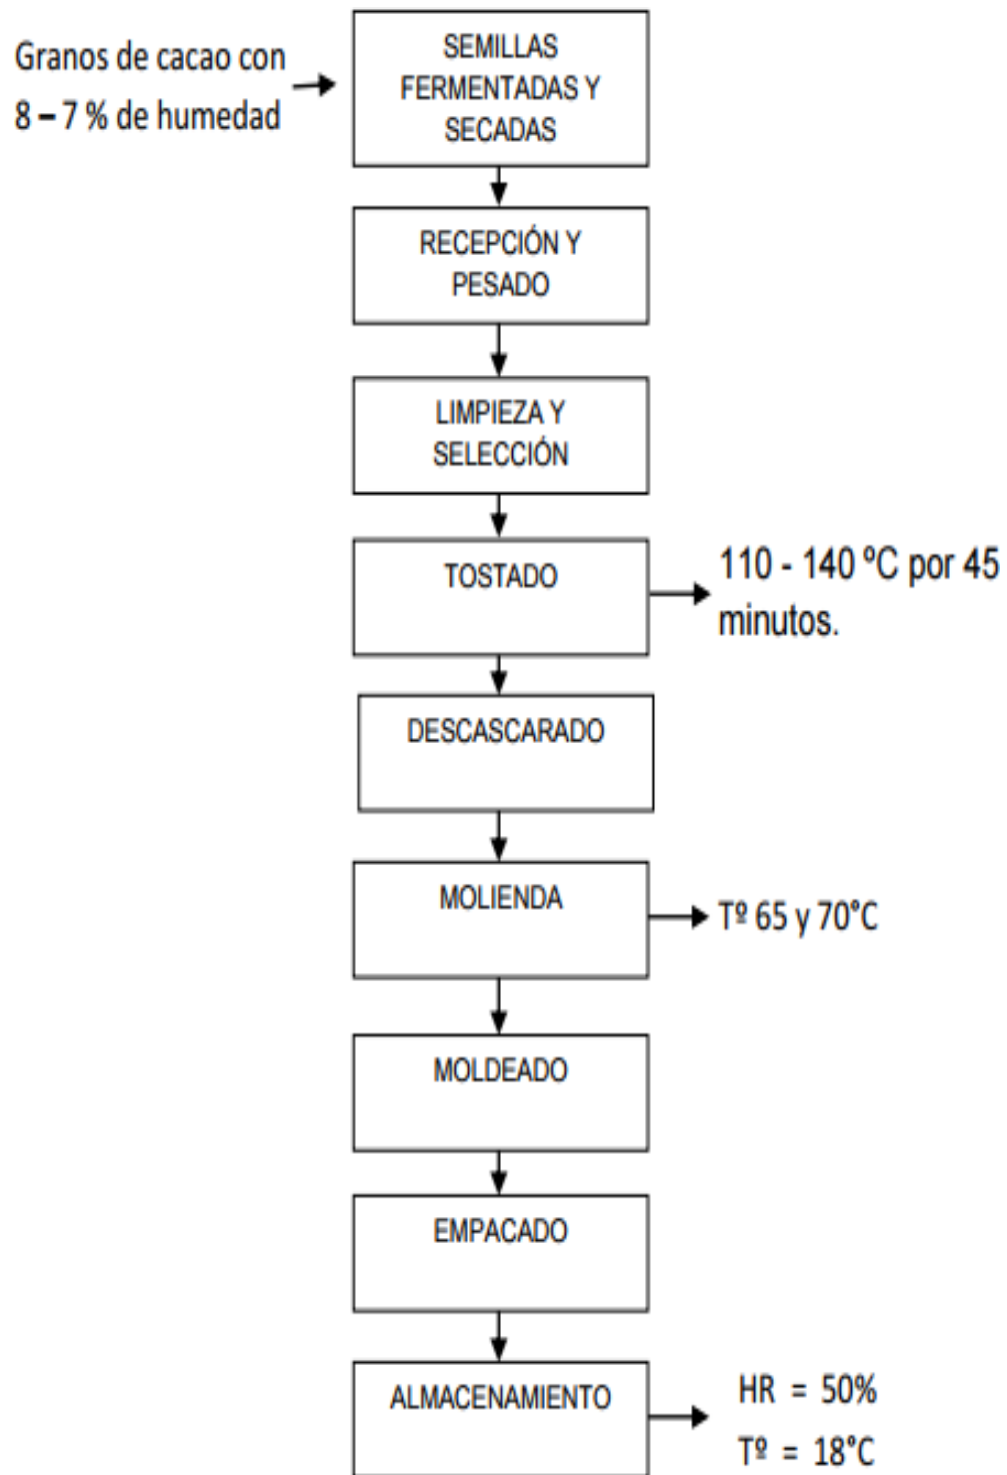 Granos de cacao con
8 – 7 % de humedad
SEMILLAS
FERMENTADAS Y
SECADAS
RECEPCIÓN Y
PESADO
LIMPIEZA Y
SELECCIÓN
TOSTADO
110 - 140 ºC por 45
minutos.
DESCASCARADO
MOLIENDA
Tº 65 y 70°C
MOLDEADO
EMPACADO
ALMACENAMIENTO
HR = 50%
Tº = 18°C